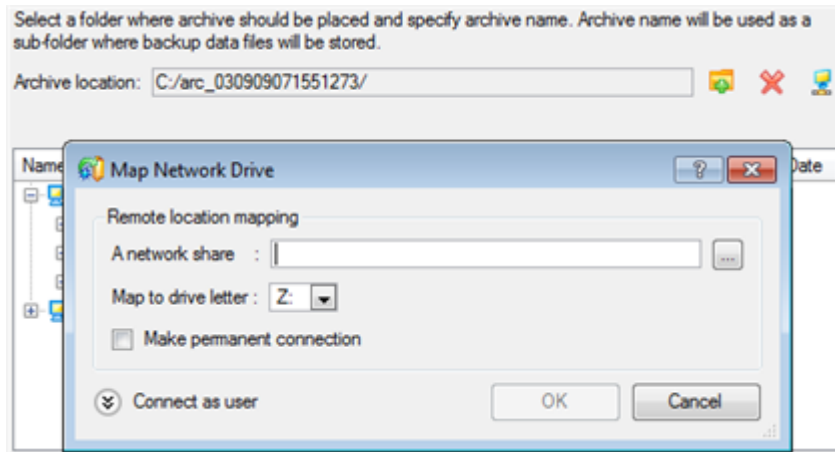 Select a folder where archive should be placed and specify archive name. Archive name will be used as a
sub-folder where backup data files will be stored.
Archive location: C:/arc_030909071551273/
Name Date
Map Network Drive ?
Remote location mapping
A network share :
...
Map to drive letter : Z:
Make permanent connection
Connect as user OK Cancel